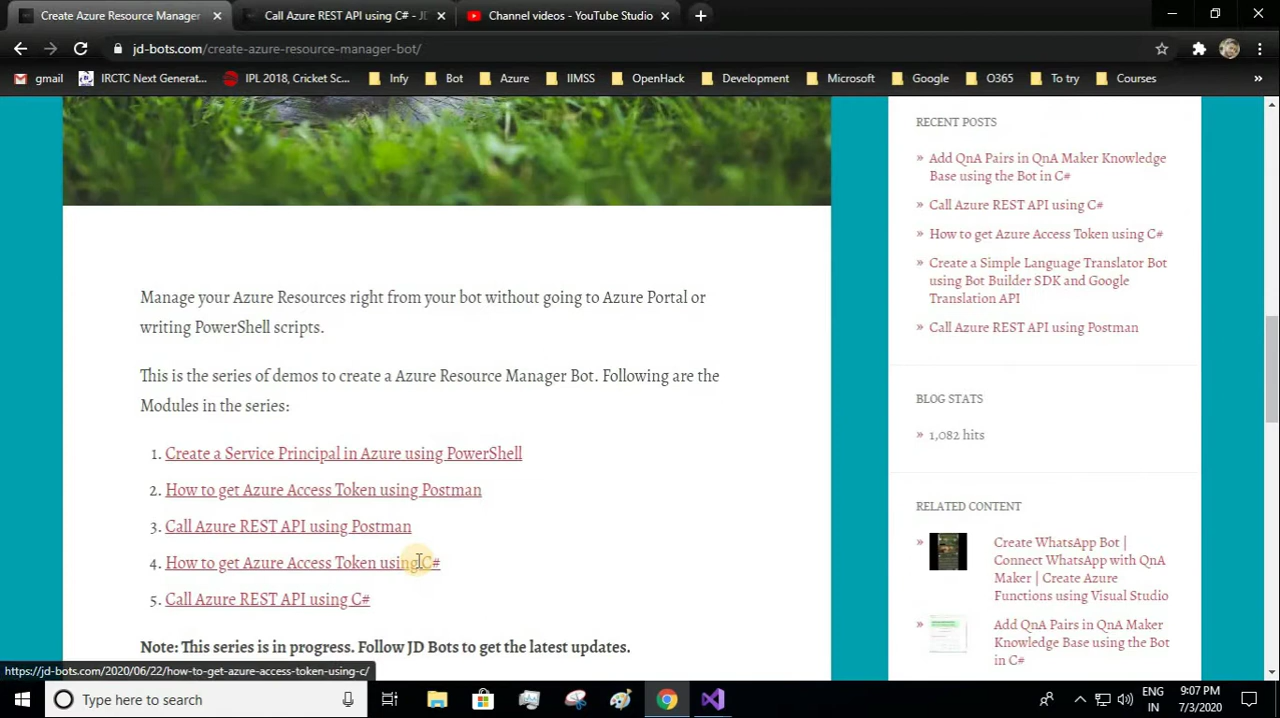 Create Azure Resource Manager
Call Azure REST API using C# - JD
Channel videos - YouTube Studio
jd-bots.com/create-azure-resource-manager-bot/
gmail
IRCTC Next Generat...
IPL 2018, Cricket Sc...
Infy
Bot
Azure
IIMSS
OpenHack
Development
Microsoft
Google
O365
To try
Courses
»
Manage your Azure Resources right from your bot without going to Azure Portal or
writing PowerShell scripts.
This is the series of demos to create a Azure Resource Manager Bot. Following are the
Modules in the series:
1. Create a Service Principal in Azure using PowerShell
2. How to get Azure Access Token using Postman
3. Call Azure REST API using Postman
4. How to get Azure Access Token using C#
5. Call Azure REST API using C#
Note: This series is in progress. Follow JD Bots to get the latest updates.
RECENT POSTS
» Add QnA Pairs in QnA Maker Knowledge
Base using the Bot in C#
» Call Azure REST API using C#
» How to get Azure Access Token using C#
» Create a Simple Language Translator Bot
using Bot Builder SDK and Google
Translation API
» Call Azure REST API using Postman
BLOG STATS
» 1,082 hits
RELATED CONTENT
» Create WhatsApp Bot |
Connect WhatsApp with QnA
Maker | Create Azure
Functions using Visual Studio
» Add QnA Pairs in QnA Maker
Knowledge Base using the Bot
in C#
https://jd-bots.com/2020/06/22/how-to-get-azure-access-token-using-c/
Type here to search
ENG
IN
9:07 PM
7/3/2020